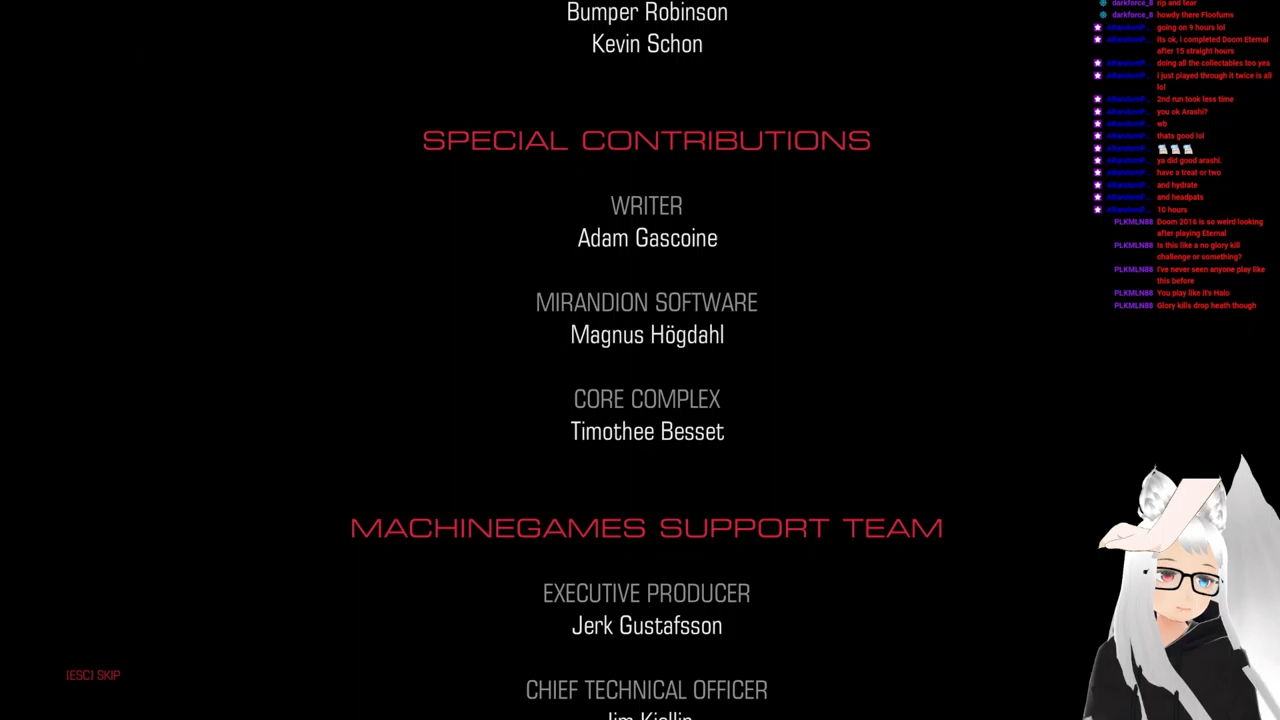 Bumper Robinson
Kevin Schon
SPECIAL CONTRIBUTIONS
WRITER
Adam Gascoine
MIRANDION SOFTWARE
Magnus Högdahl
CORE COMPLEX
Timothee Besset
MACHINEGAMES SUPPORT TEAM
EXECUTIVE PRODUCER
Jerk Gustafsson
CHIEF TECHNICAL OFFICER
[ESC] SKIP
darkforce_8 rip and tear
darkforce_8 howdy there Floofums
going on 9 hours lol
its ok, i completed Doom Eternal
after 15 straight hours
doing all the collectables too yea
i just played through it twice is all
lol
2nd run took less time
you ok Arashi?
wb
thats good lol
ya did good arashi.
have a treat or two
and hydrate
and headpats
10 hours
PLKMLN88 Doom 2016 is so weird looking
after playing Eternal
PLKMLN88 Is this like a no glory kill
challenge or something?
PLKMLN88 I've never seen anyone play like
this before
PLKMLN88 You play like it's Halo
PLKMLN88 Glory kills drop heath though